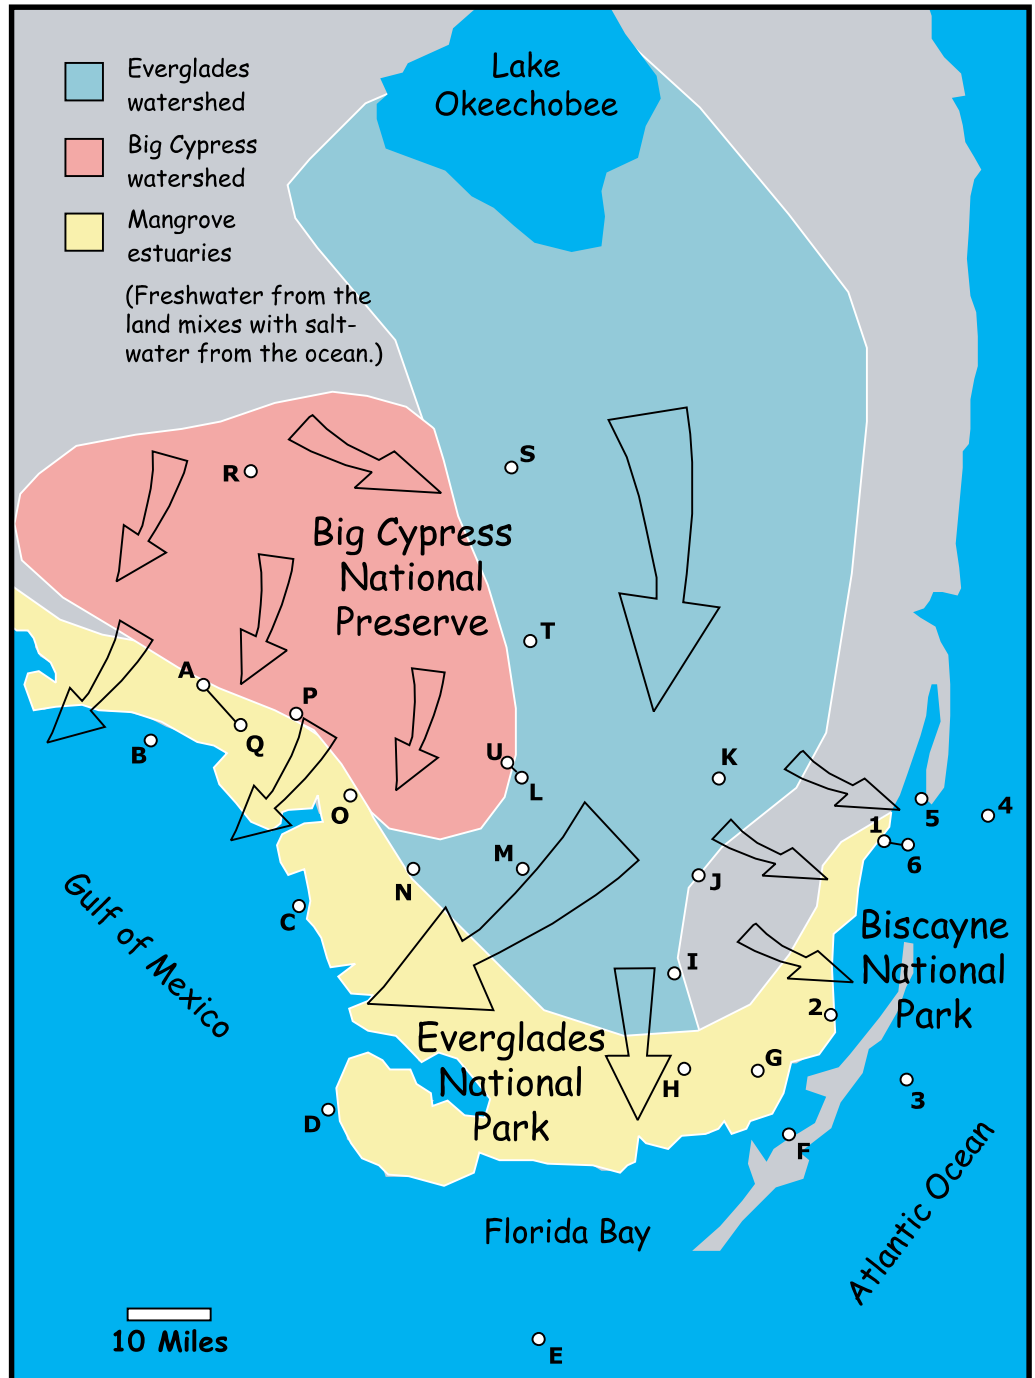 Lake
Okeechobee
Everglades
watershed
Big Cypress
watershed
Mangrove
estuaries
(Freshwater from the
land mixes with salt-
water from the ocean.)
R
S
Big Cypress
National
Preserve
T
A
P
Q
B
U
L
K
O
5
4
1
6
M
N
J
C
Gulf of Mexico
Biscayne
National
Park
I
2
Everglades
National
Park
H
G
3
D
F
Atlantic Ocean
Florida Bay
10 Miles
E